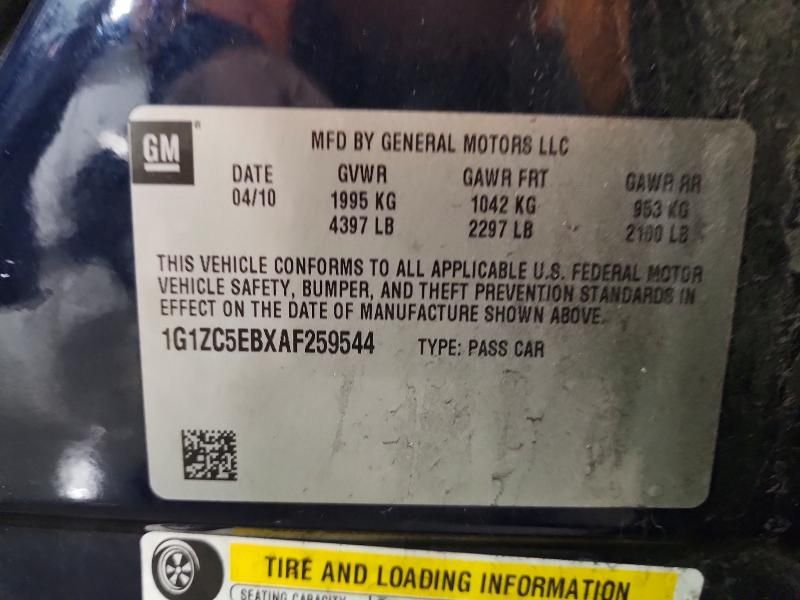 GM
MFD BY GENERAL MOTORS LLC
DATE GVWR GAWR FRT GAWR RR
04/10 1995 KG 1042 KG 953 KG
4397 LB 2297 LB 2100 LB
THIS VEHICLE CONFORMS TO ALL APPLICABLE U.S. FEDERAL MOTOR
VEHICLE SAFETY, BUMPER, AND THEFT PREVENTION STANDARDS IN
EFFECT ON THE DATE OF MANUFACTURE SHOWN ABOVE.
1G1ZC5EBXAF259544 TYPE: PASS CAR
TIRE AND LOADING INFORMATION
SEATING CAPACITY